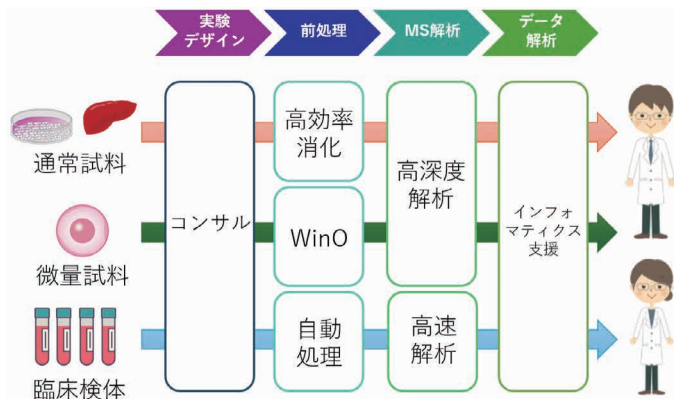 実験
デザイン
前処理
MS解析
データ
解析
通常試料
微量試料
臨床検体
コンサル
高効率
消化
WinO
自動
処理
高深度
解析
高速
解析
インフォ
マティクス
支援